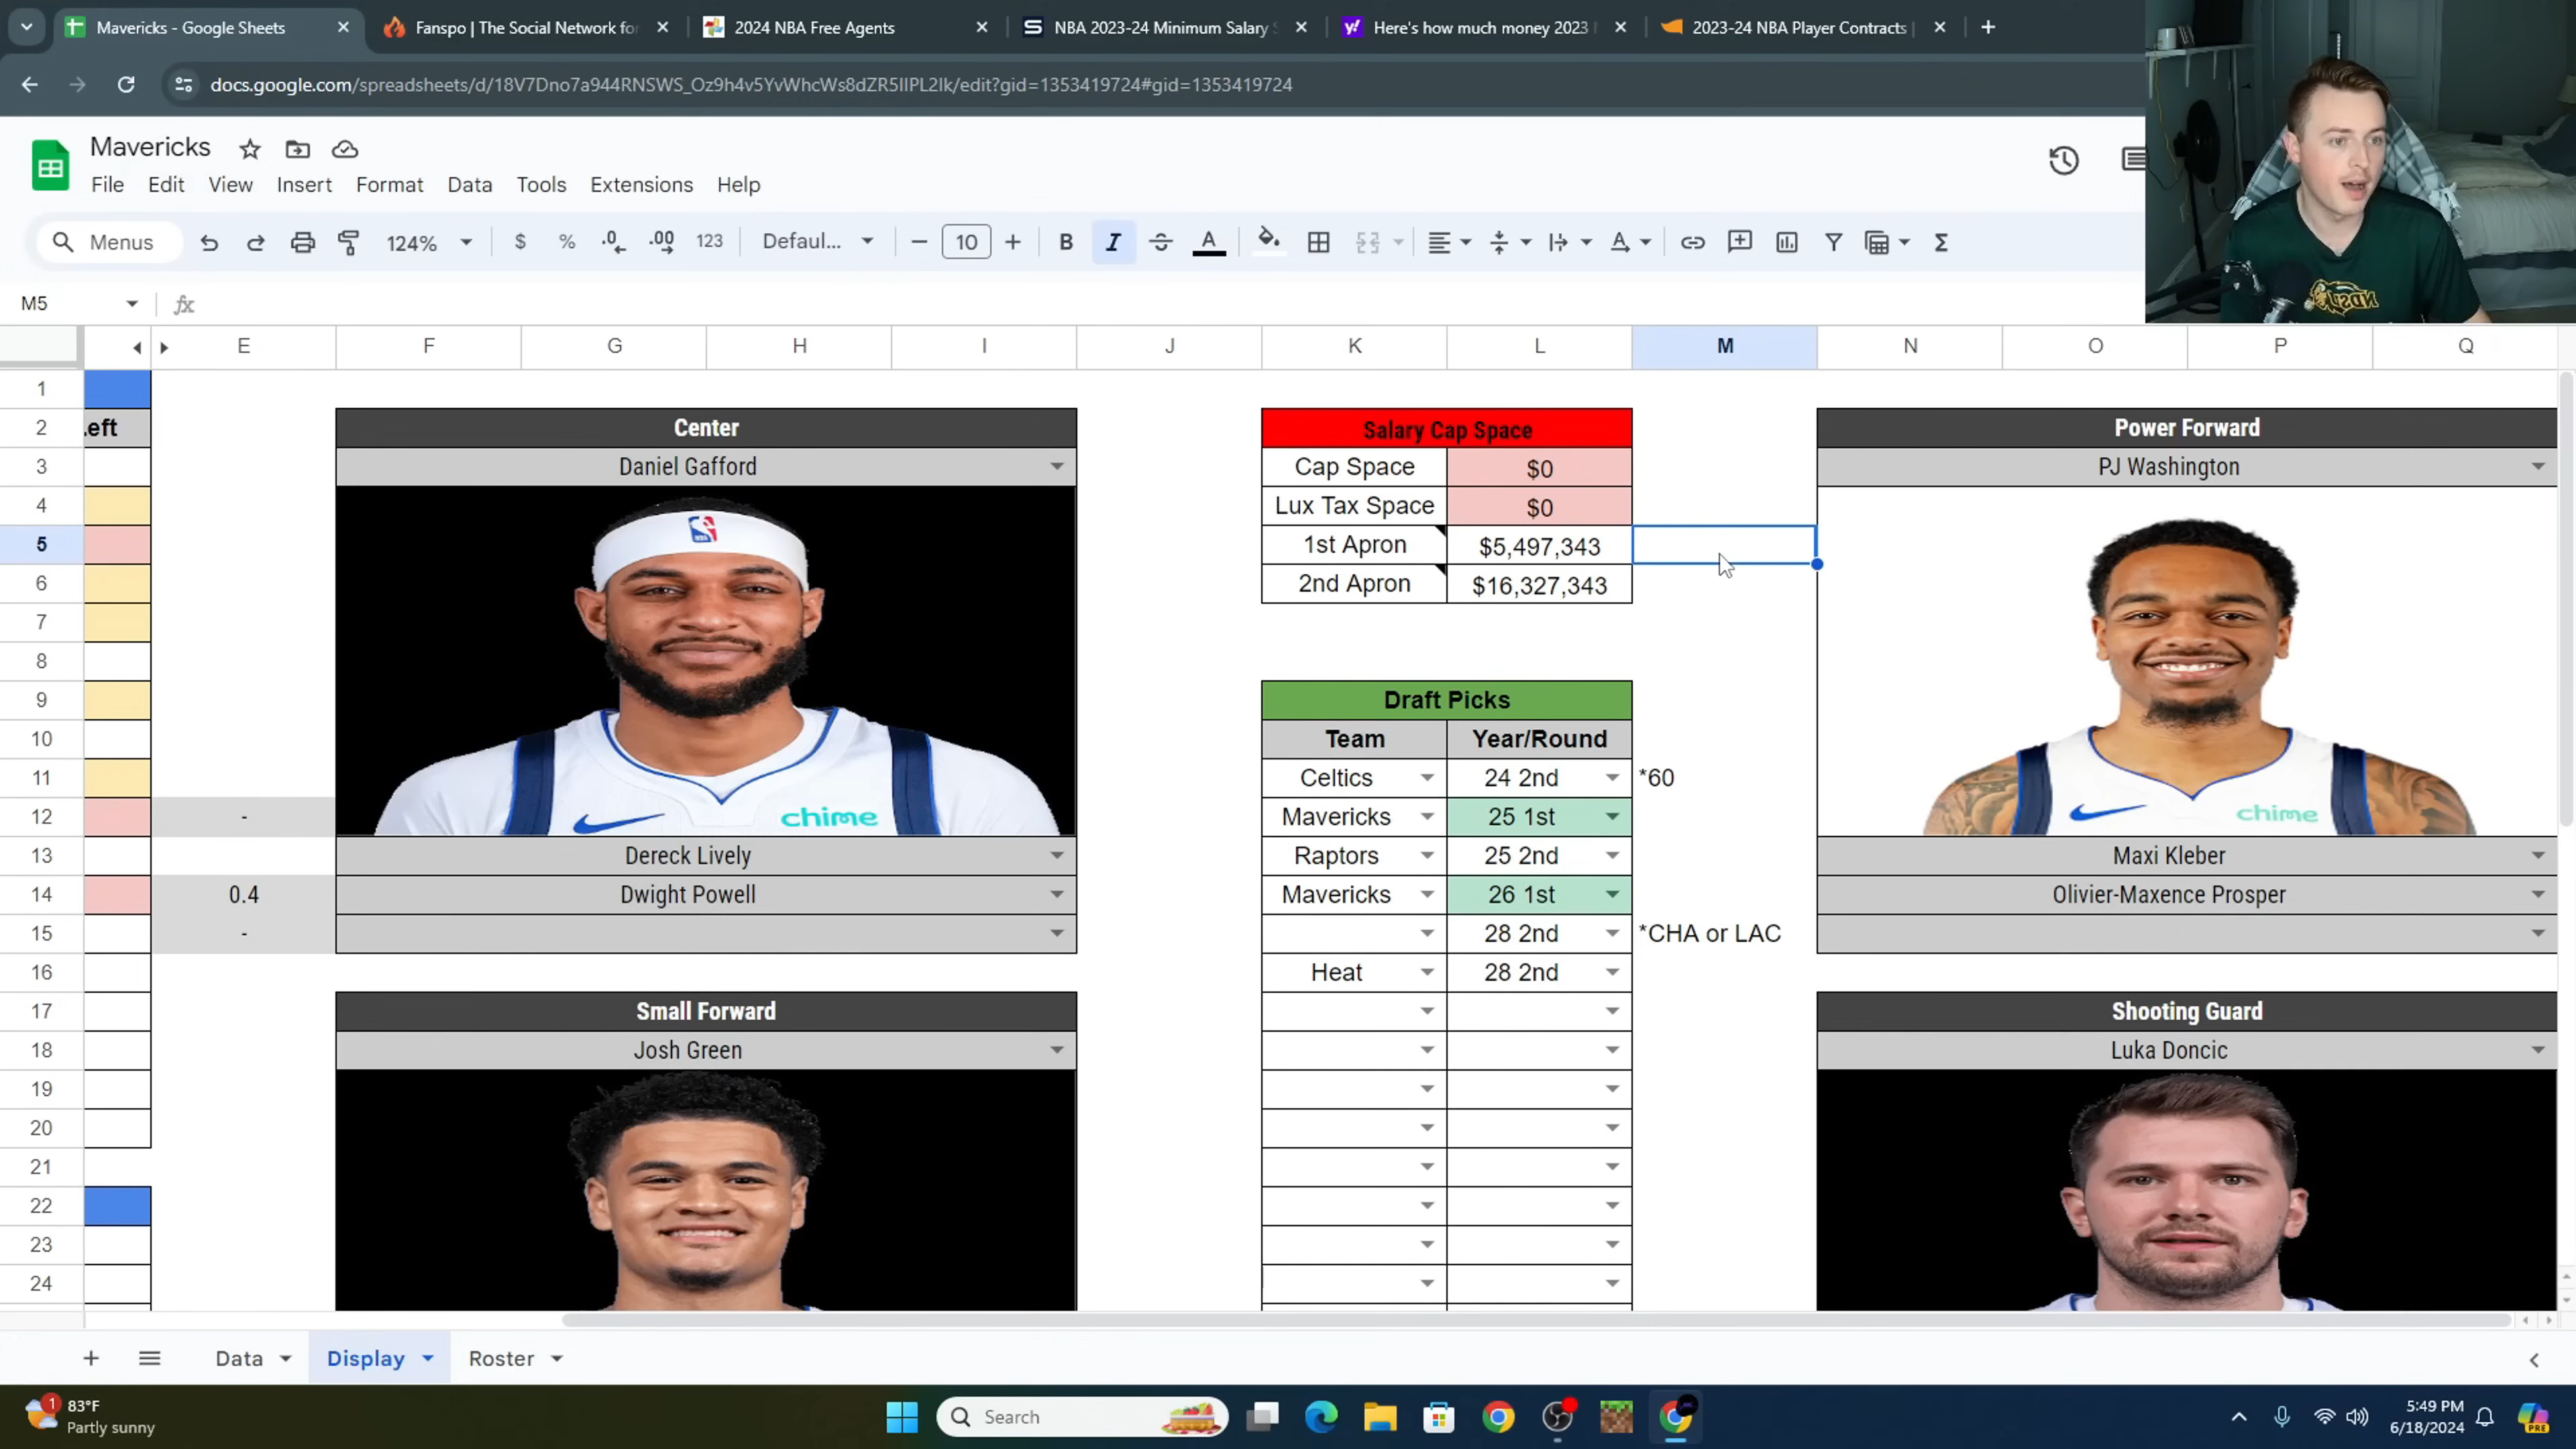 Mavericks - Google Sheets
Fanspo | The Social Network for
2024 NBA Free Agents
NBA 2023-24 Minimum Salary S
Here's how much money 2023
2023-24 NBA Player Contracts |
docs.google.com/spreadsheets/d/18V7Dno7a944RNSWS_Oz9h4v5YvWhcWs8dZR5IIPL2Ik/edit?gid=1353419724#gid=1353419724
Mavericks
File Edit View Insert Format Data Tools Extensions Help
Menus 124% $ % .0 .00 123 Defaul... 10 B I A
M5 fx
E F G H I J K L M N O P Q
1
2 Left Center Salary Cap Space Power Forward
3 Daniel Gafford Cap Space $0 PJ Washington
4 Lux Tax Space $0
5 1st Apron $5,497,343
6 2nd Apron $16,327,343
7
8
9 Draft Picks
10 Team Year/Round
11 Celtics 24 2nd *60
12 - Mavericks 25 1st
13 Dereck Lively Raptors 25 2nd Maxi Kleber
14 0.4 Dwight Powell Mavericks 26 1st Olivier-Maxence Prosper
15 - 28 2nd *CHA or LAC
16 Heat 28 2nd
17 Small Forward Shooting Guard
18 Josh Green Luka Doncic
19
20
21
22
23
24
NBA
chime
chime
NDSU
Data Display Roster
1 83°F
Partly sunny
Search
5:49 PM
6/18/2024
PRE